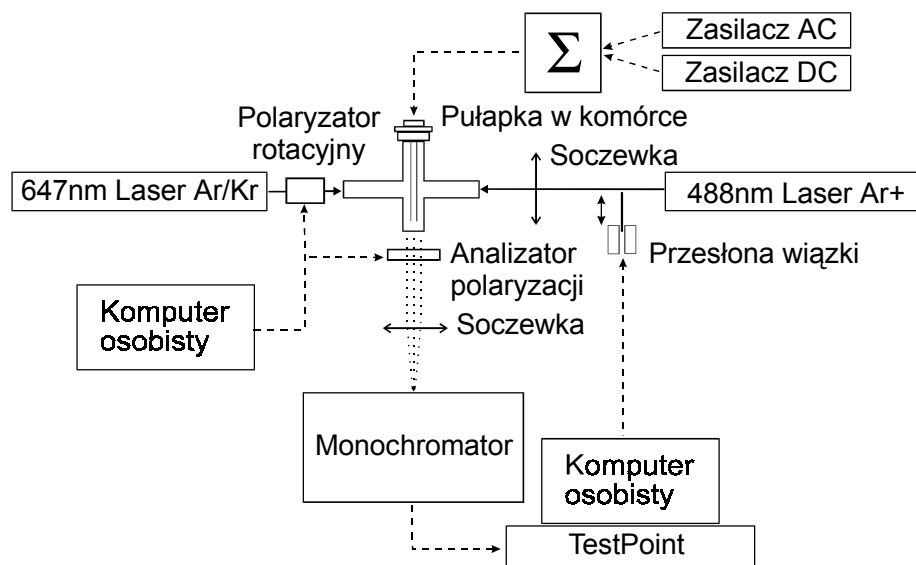 Σ
Zasilacz AC
Zasilacz DC
Polaryzator
rotacyjny
Pułapka w komórce
Soczewka
647nm Laser Ar/Kr
488nm Laser Ar+
Analizator
polaryzacji
Przesłona wiązki
Komputer
osobisty
Soczewka
Monochromator
Komputer
osobisty
TestPoint